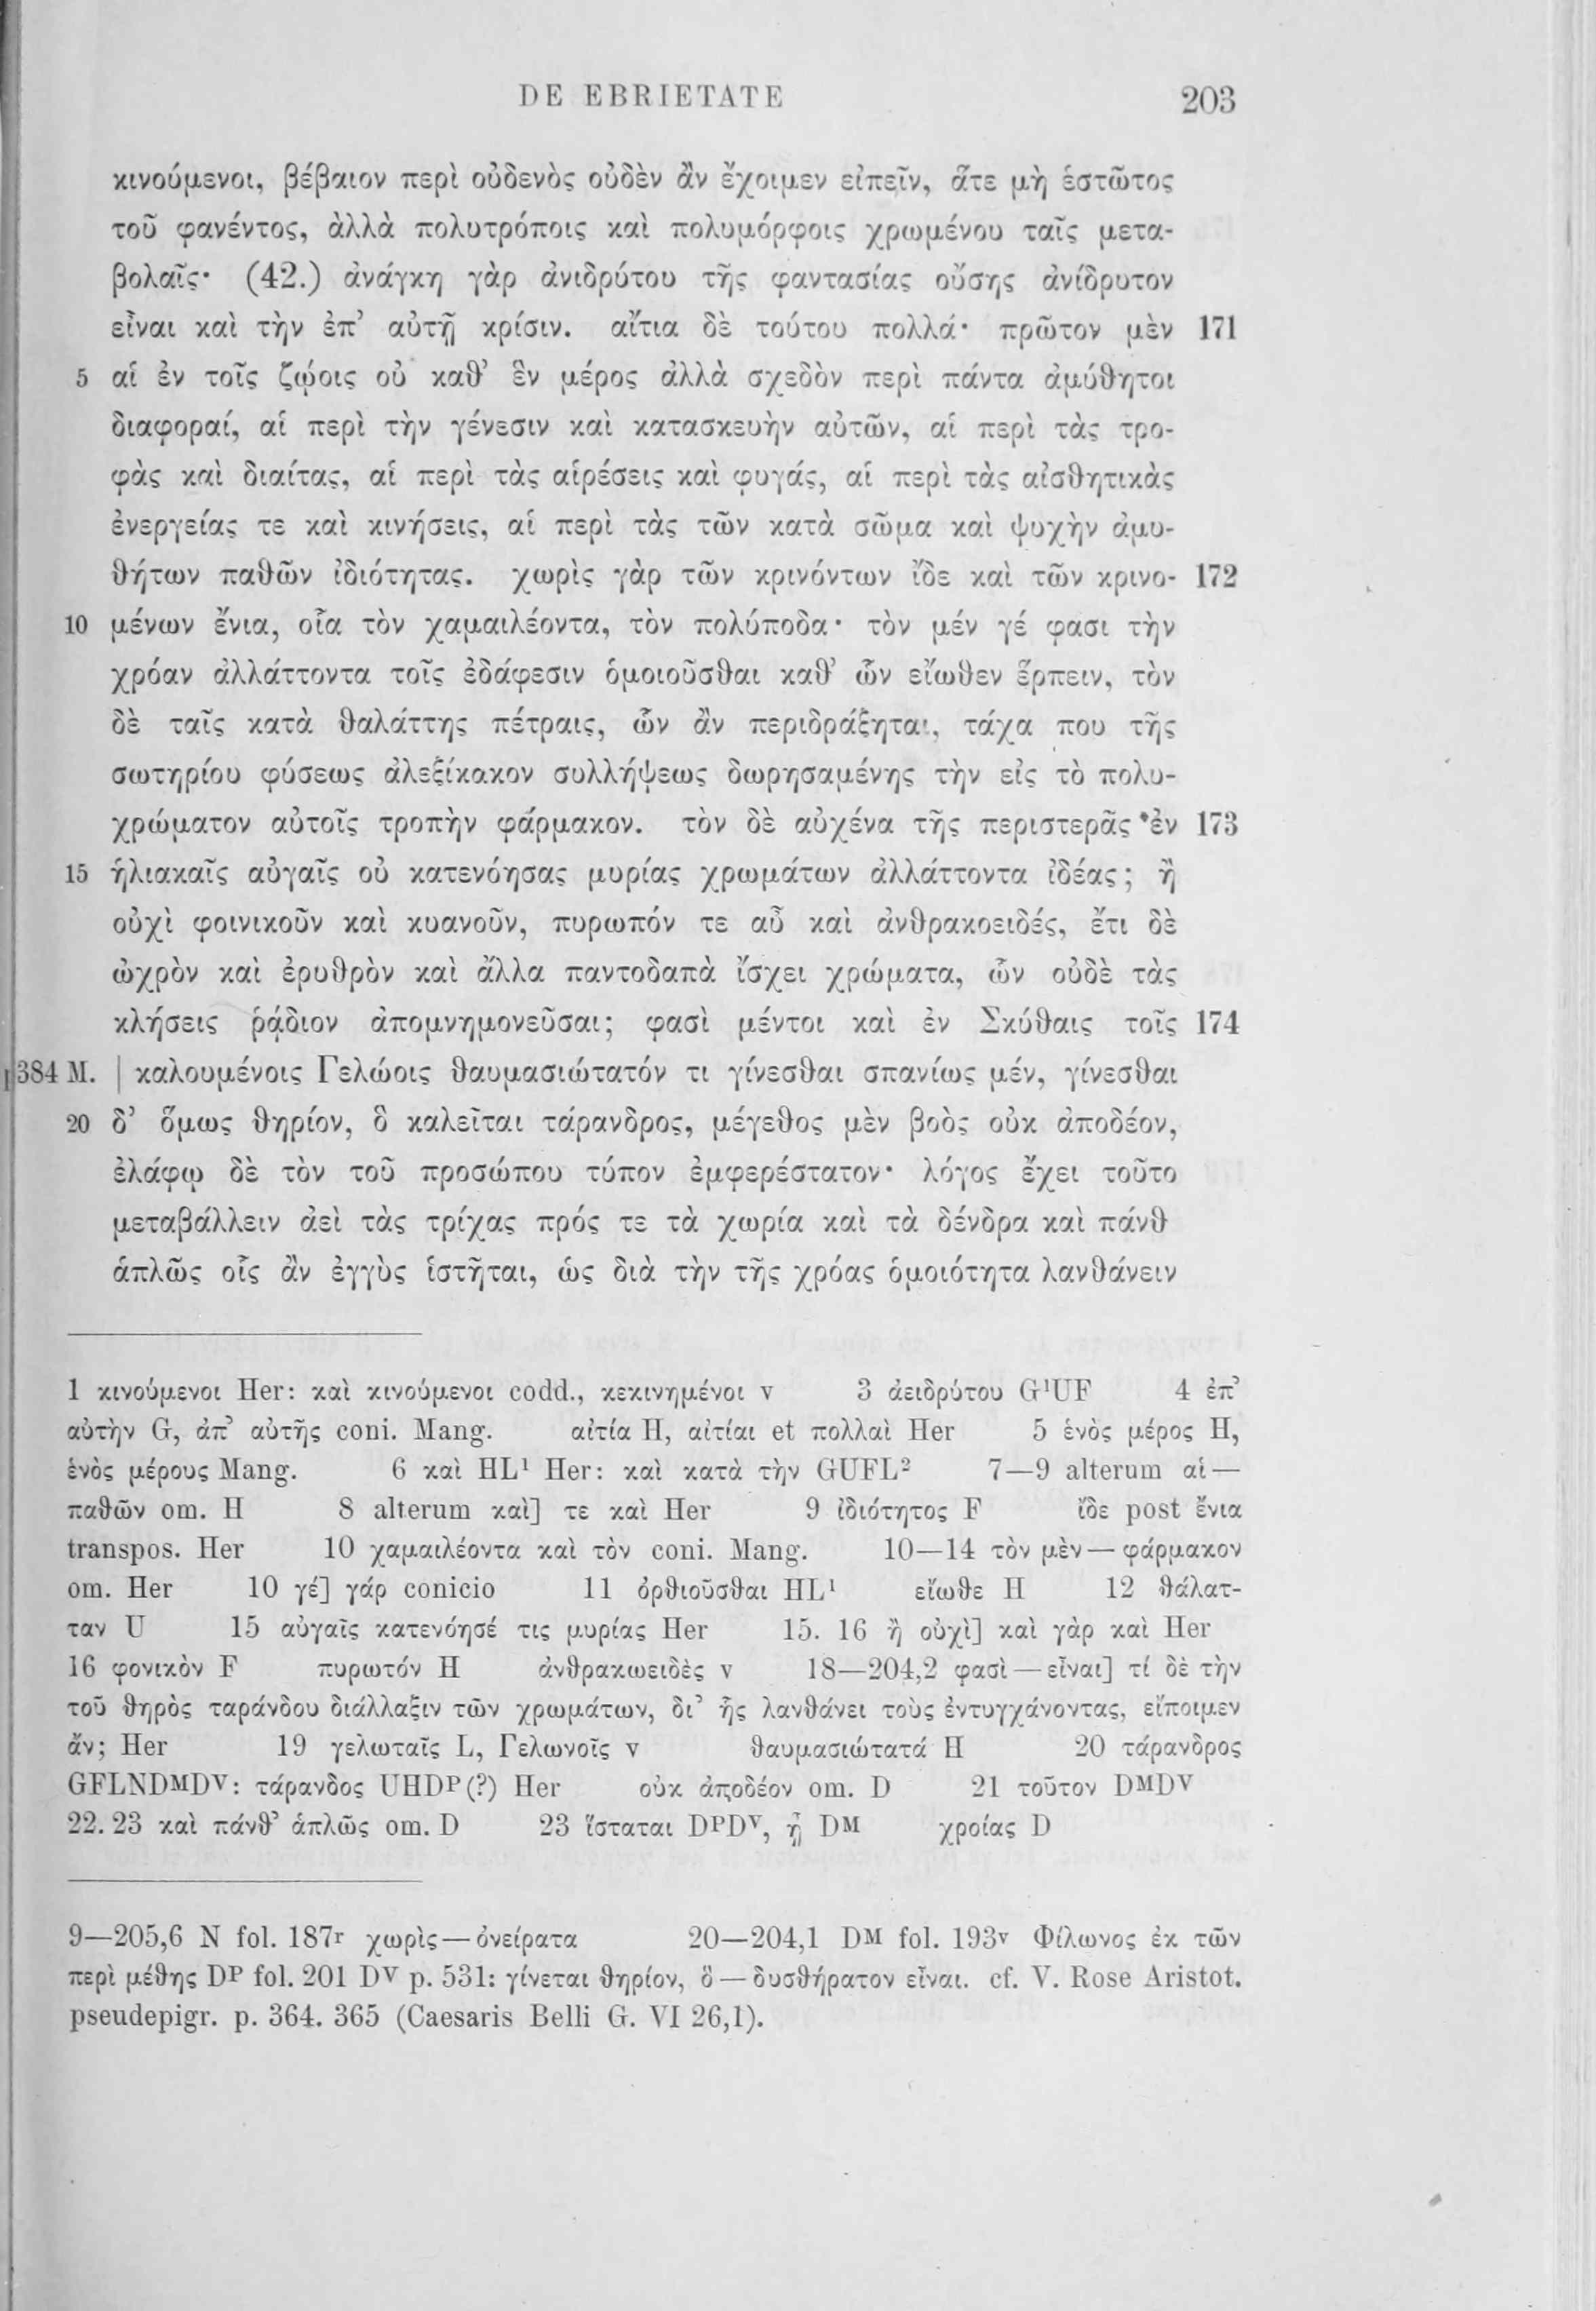 DE EBRIETATE 203
κινούμενοι, βέβαιον περὶ οὐδενὸς οὐδὲν ἂν ἔχοιμεν εἰπεῖν, ἅτε μὴ ἑστῶτος
τοῦ φανέντος, ἀλλὰ πολυτρόποις καὶ πολυμόρφοις χρωμένου ταῖς μετα-
βολαῖς· (42.) ἀνάγκη γὰρ ἀνιδρύτου τῆς φαντασίας οὔσης ἀνίδρυτον
εἶναι καὶ τὴν ἐπ’ αὐτῇ κρίσιν. αἴτια δὲ τούτου πολλά· πρῶτον μὲν 171
5 αἱ ἐν τοῖς ζῴοις οὐ καθ’ ἓν μέρος ἀλλὰ σχεδὸν περὶ πάντα ἀμύθητοι
διαφοραί, αἱ περὶ τὴν γένεσιν καὶ κατασκευὴν αὐτῶν, αἱ περὶ τὰς τρο-
φὰς καὶ διαίτας, αἱ περὶ τὰς αἱρέσεις καὶ φυγάς, αἱ περὶ τὰς αἰσθητικὰς
ἐνεργείας τε καὶ κινήσεις, αἱ περὶ τὰς τῶν κατὰ σῶμα καὶ ψυχὴν ἀμυ-
θήτων παθῶν ἰδιότητας. χωρὶς γὰρ τῶν κρινόντων ἴδε καὶ τῶν κρινο- 172
10 μένων ἔνια, οἷα τὸν χαμαιλέοντα, τὸν πολύποδα· τὸν μέν γέ φασι τὴν
χρόαν ἀλλάττοντα τοῖς ἐδάφεσιν ὁμοιοῦσθαι καθ’ ὧν εἴωθεν ἕρπειν, τὸν
δὲ ταῖς κατὰ θαλάττης πέτραις, ὧν ἂν περιδράξηται, τάχα που τῆς
σωτηρίου φύσεως ἀλεξίκακον συλλήψεως δωρησαμένης τὴν εἰς τὸ πολυ-
χρώματον αὐτοῖς τροπὴν φάρμακον. τὸν δὲ αὐχένα τῆς περιστερᾶς ἐν 173
15 ἡλιακαῖς αὐγαῖς οὐ κατενόησας μυρίας χρωμάτων ἀλλάττοντα ἰδέας; ἢ
οὐχὶ φοινικοῦν καὶ κυανοῦν, πυρωπόν τε αὖ καὶ ἀνθρακοειδές, ἔτι δὲ
ὠχρὸν καὶ ἐρυθρὸν καὶ ἄλλα παντοδαπὰ ἴσχει χρώματα, ὧν οὐδὲ τὰς
κλήσεις ῥᾴδιον ἀπομνημονεῦσαι; φασὶ μέντοι καὶ ἐν Σκύθαις τοῖς 174
p. 384 M. | καλουμένοις Γελώοις θαυμασιώτατόν τι γίνεσθαι σπανίως μέν, γίνεσθαι
20 δ’ ὅμως θηρίον, ὃ καλεῖται τάρανδρος, μέγεθος μὲν βοὸς οὐκ ἀποδέον,
ἐλάφῳ δὲ τὸν τοῦ προσώπου τύπον ἐμφερέστατον· λόγος ἔχει τοῦτο
μεταβάλλειν ἀεὶ τὰς τρίχας πρός τε τὰ χωρία καὶ τὰ δένδρα καὶ πάνθ
ἁπλῶς οἷς ἂν ἐγγὺς ἱστῆται, ὡς διὰ τὴν τῆς χρόας ὁμοιότητα λανθάνειν
1 κινούμενοι Her: καὶ κινούμενοι codd., κεκινημένοι v 3 ἀειδρύτου G¹UF 4 ἐπ’
αὐτὴν G, ἀπ’ αὐτῆς coni. Mang. αἰτία H, αἰτίαι et πολλαὶ Her 5 ἑνὸς μέρος H,
ἑνὸς μέρους Mang. 6 καὶ HL¹ Her: καὶ κατὰ τὴν GUFL² 7—9 alterum αἱ—
παθῶν om. H 8 alterum καὶ] τε καὶ Her 9 ἰδιότητος F ἴδε post ἔνια
transpos. Her 10 χαμαιλέοντα καὶ τὸν coni. Mang. 10—14 τὸν μὲν — φάρμακον
om. Her 10 γέ] γάρ conicio 11 ὀρθιοῦσθαι HL¹ εἴωθε H 12 θάλατ-
ταν U 15 αὐγαῖς κατενόησέ τις μυρίας Her 15. 16 ἢ οὐχὶ] καὶ γὰρ καὶ Her
16 φονικὸν F πυρωτόν H ἀνθρακωειδὲς v 18—204,2 φασὶ — εἶναι] τί δὲ τὴν
τοῦ θηρὸς ταράνδου διάλλαξιν τῶν χρωμάτων, δι’ ἧς λανθάνει τοὺς ἐντυγχάνοντας, εἴποιμεν
ἄν; Her 19 γελωταῖς L, Γελωνοῖς v θαυμασιώτατά H 20 τάρανδρος
GFLNDᴹDⱽ: τάρανδος UHDᴾ(?) Her οὐκ ἀποδέον om. D 21 τοῦτον DᴹDⱽ
22. 23 καὶ πάνθ’ ἁπλῶς om. D 23 ἵσταται DᴾDⱽ, ᾖ Dᴹ χροίας D
9—205,6 N fol. 187r χωρὶς — ὀνείρατα 20—204,1 Dᴹ fol. 193v Φίλωνος ἐκ τῶν
περὶ μέθης Dᴾ fol. 201 Dⱽ p. 531: γίνεται θηρίον, ὃ — δυσθήρατον εἶναι. cf. V. Rose Aristot.
pseudepigr. p. 364. 365 (Caesaris Belli G. VI 26,1).